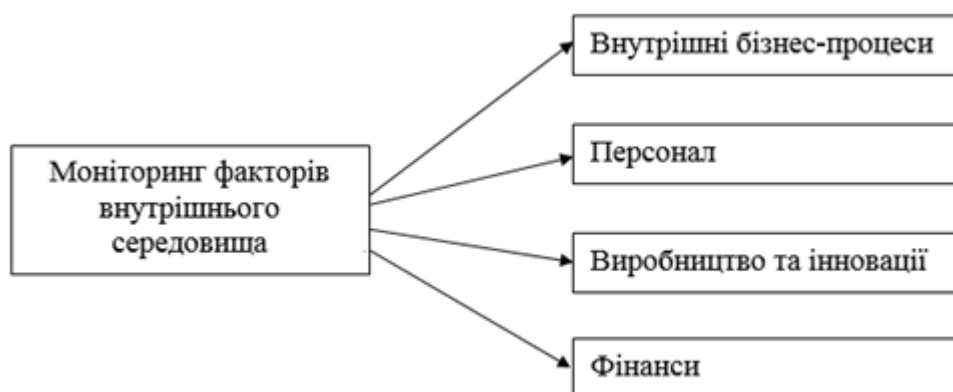 Внутрішні бізнес-процеси
Персонал
Моніторинг факторів
внутрішнього
середовища
Виробництво та інновації
Фінанси